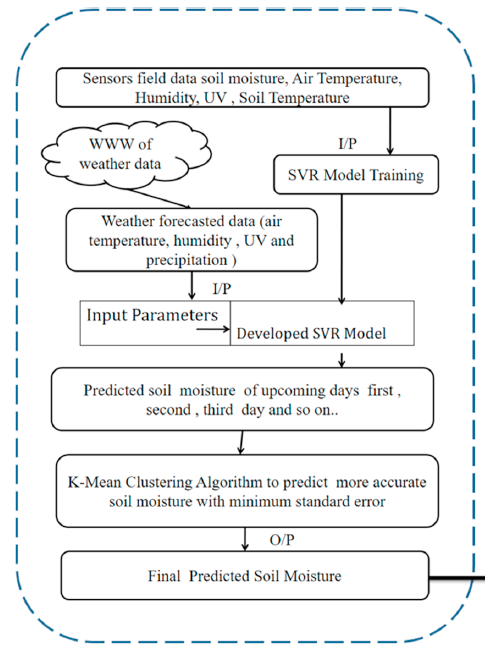 Sensors field data soil moisture, Air Temperature,
Humidity, UV , Soil Temperature
I/P
WWW of
weather data
SVR Model Training
Weather forecasted data (air
temperature, humidity , UV and
precipitation )
I/P
Input Parameters
Developed SVR Model
Predicted soil moisture of upcoming days first ,
second , third day and so on..
K-Mean Clustering Algorithm to predict more accurate
soil moisture with minimum standard error
O/P
Final Predicted Soil Moisture